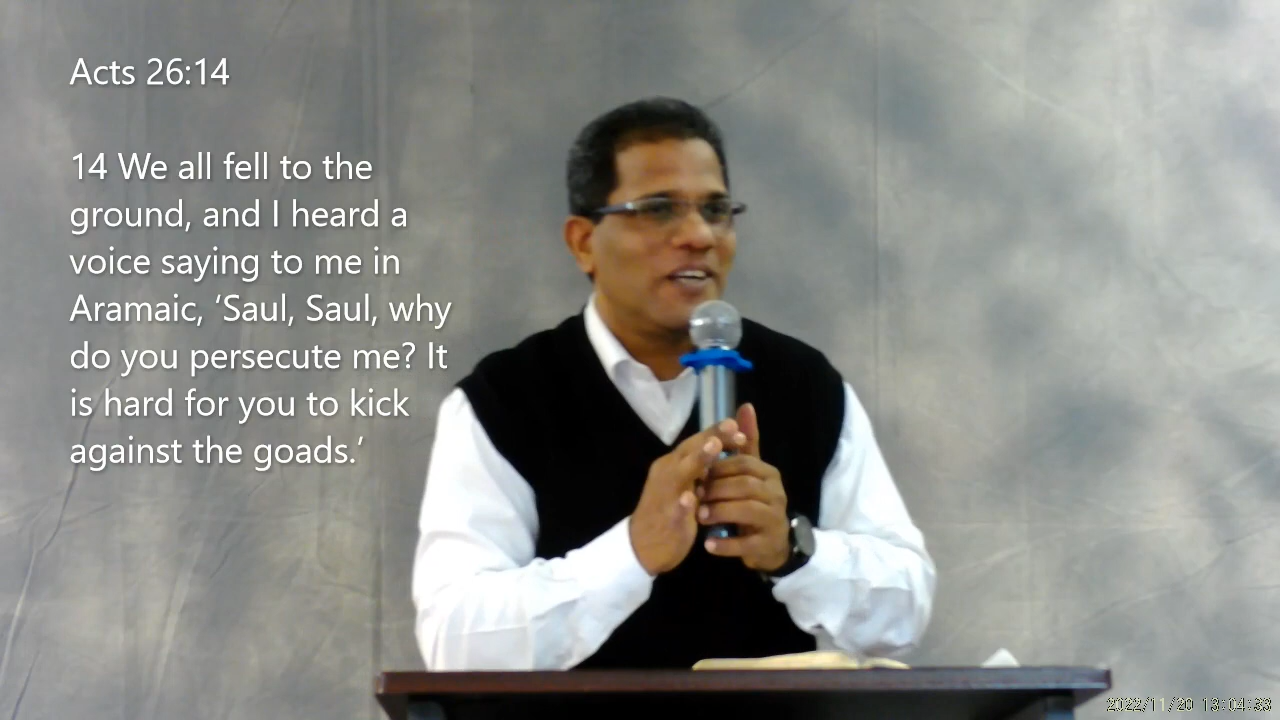 Acts 26:14
14 We all fell to the
ground, and I heard a
voice saying to me in
Aramaic, ‘Saul, Saul, why
do you persecute me? It
is hard for you to kick
against the goads.’
2022/11/20 13:04:33